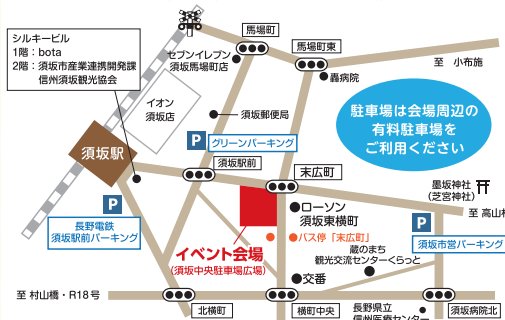 シルキービル
1階：bota
2階：須坂市産業連携開発課
信州須坂観光協会
馬場町
セブンイレブン
須坂馬場町店
馬場町東
轟病院
至 小布施
イオン
須坂店
須坂郵便局
駐車場は会場周辺の
有料駐車場を
ご利用ください
P
グリーンパーキング
須坂駅
須坂駅前
末広町
墨坂神社
(芝宮神社)
至 高山村
P
長野電鉄
須坂駅前パーキング
ローソン
須坂東横町
P
須坂市営パーキング
バス停「末広町」
イベント会場
(須坂中央駐車場広場)
蔵のまち
観光交流センターくらっと
交番
至 村山橋・R18号
北横町
横町中央
長野県立
信州医療センター
須坂病院北